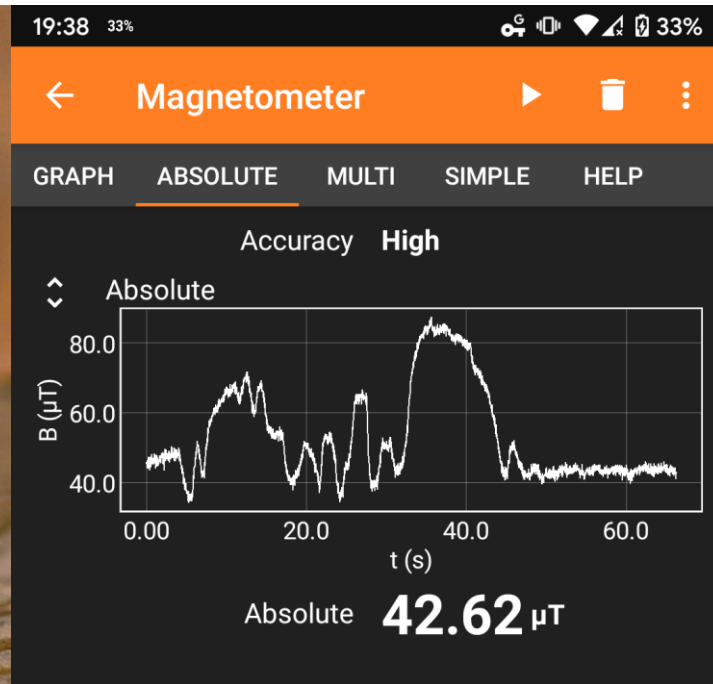 19:38 33% G 33%
Magnetometer
GRAPH ABSOLUTE MULTI SIMPLE HELP
Accuracy High
Absolute
80.0
60.0
40.0
B (µT)
0.00 20.0 40.0 60.0
t (s)
Absolute 42.62 µT